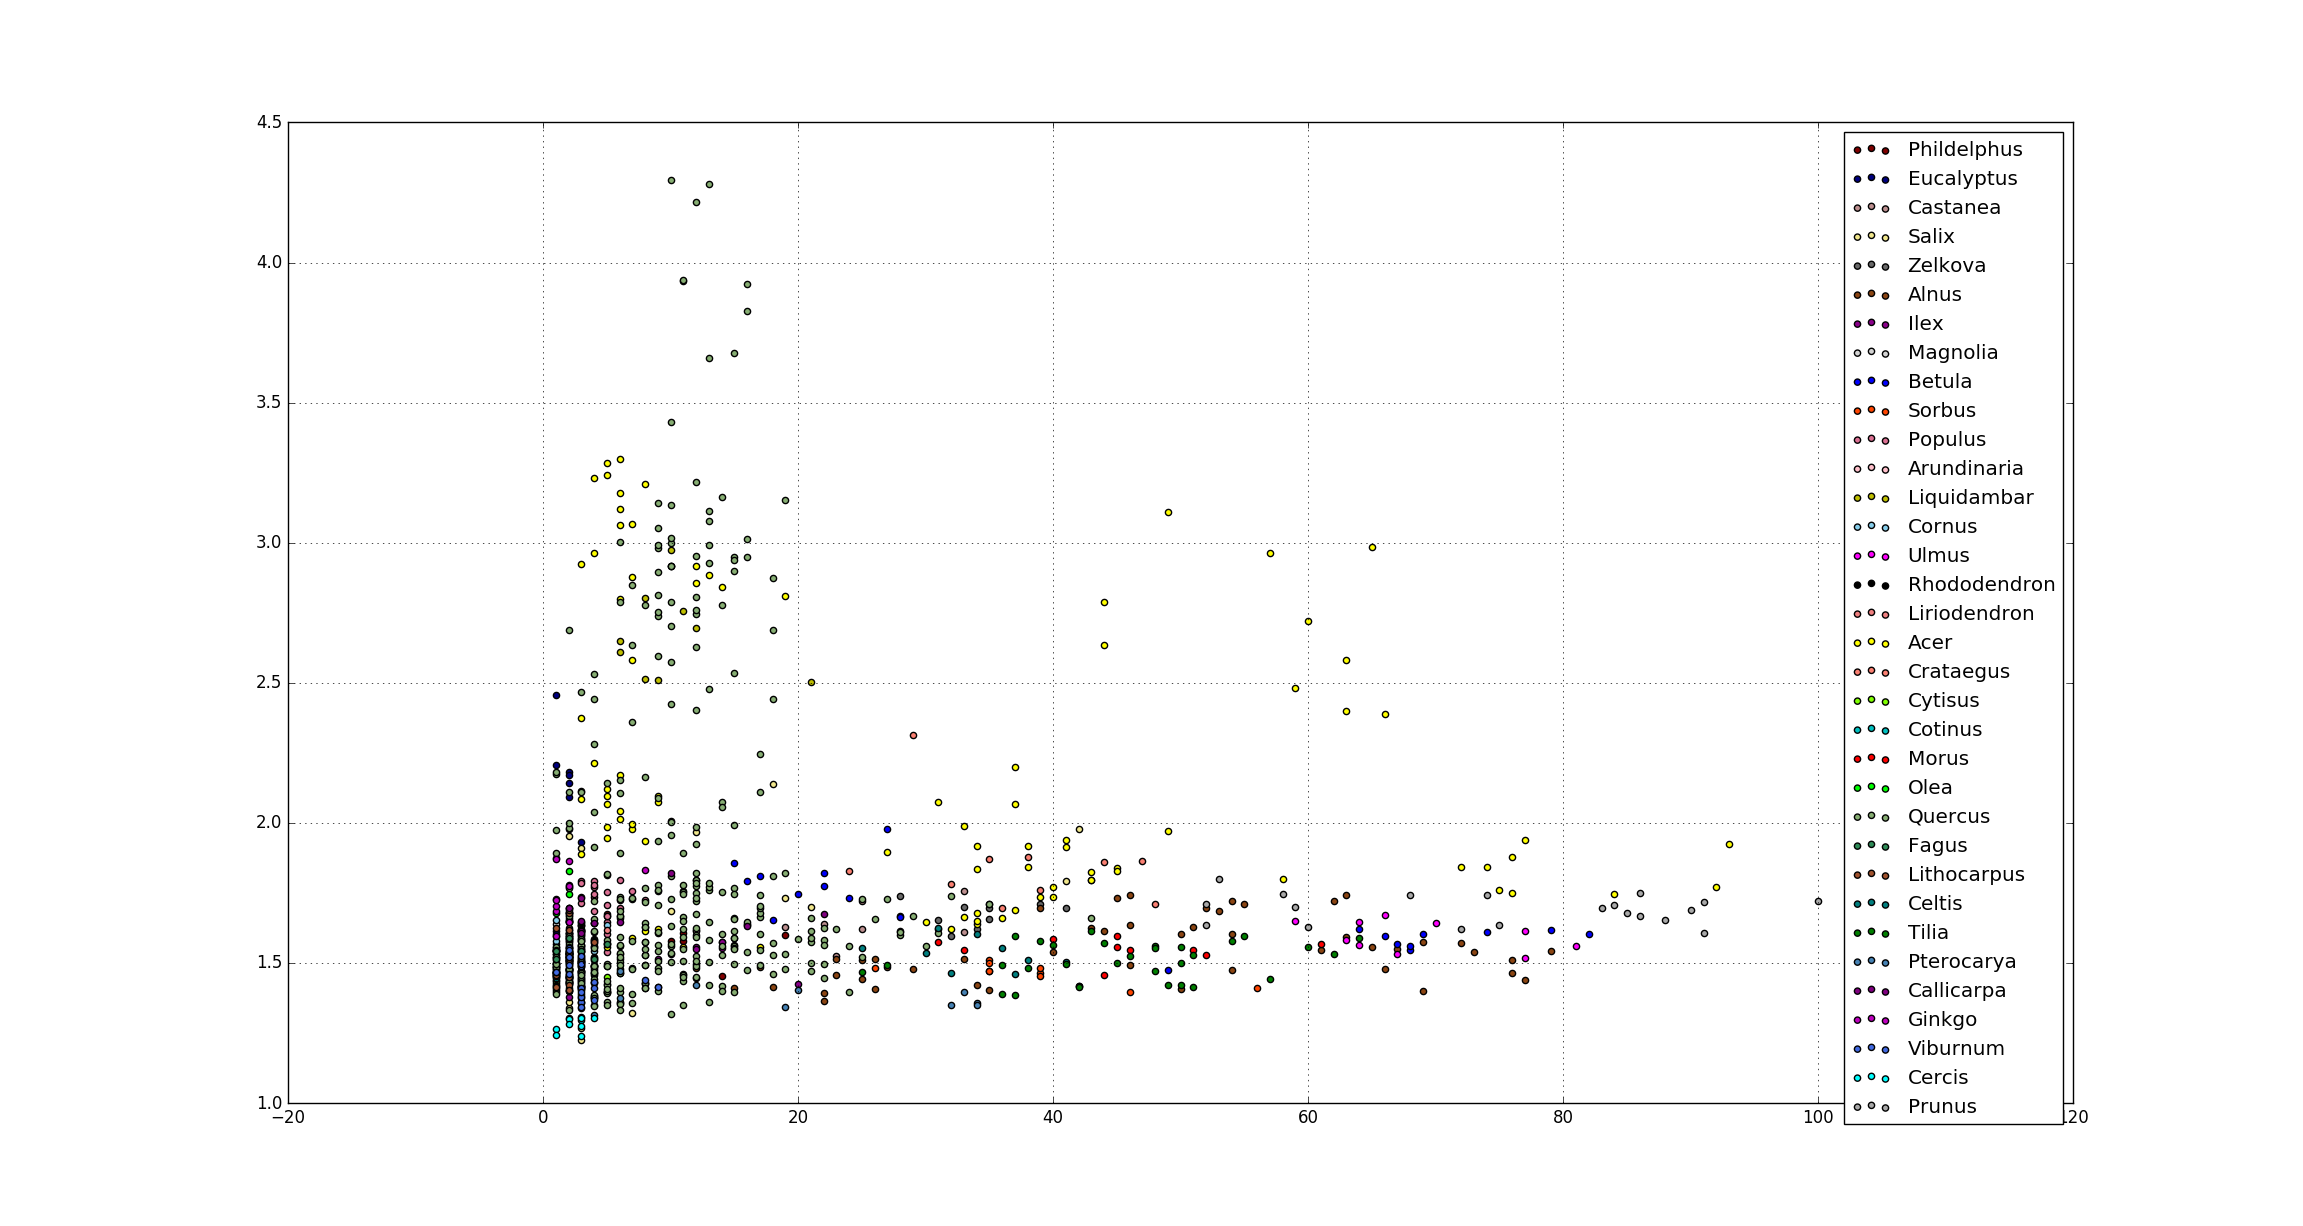 4.5
4.0
3.5
3.0
2.5
2.0
1.5
1.0
−20
0
20
40
60
80
100
120
Phildelphus
Eucalyptus
Castanea
Salix
Zelkova
Alnus
Ilex
Magnolia
Betula
Sorbus
Populus
Arundinaria
Liquidambar
Cornus
Ulmus
Rhododendron
Liriodendron
Acer
Crataegus
Cytisus
Cotinus
Morus
Olea
Quercus
Fagus
Lithocarpus
Celtis
Tilia
Pterocarya
Callicarpa
Ginkgo
Viburnum
Cercis
Prunus